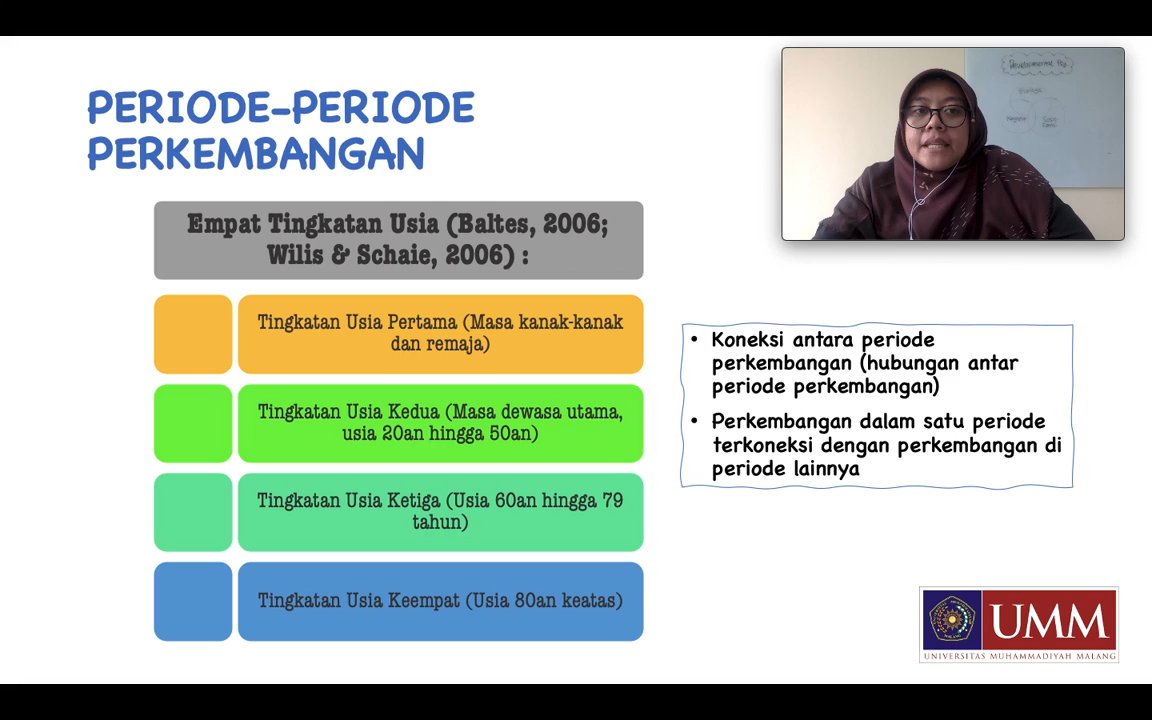 PERIODE-PERIODE
PERKEMBANGAN
Empat Tingkatan Usia (Baltes, 2006;
Wilis & Schaie, 2006) :
Tingkatan Usia Pertama (Masa kanak-kanak
dan remaja)
Tingkatan Usia Kedua (Masa dewasa utama,
usia 20an hingga 50an)
Tingkatan Usia Ketiga (Usia 60an hingga 79
tahun)
Tingkatan Usia Keempat (Usia 80an keatas)
• Koneksi antara periode
perkembangan (hubungan antar
periode perkembangan)
• Perkembangan dalam satu periode
terkoneksi dengan perkembangan di
periode lainnya
UMM
UNIVERSITAS MUHAMMADIYAH MALANG